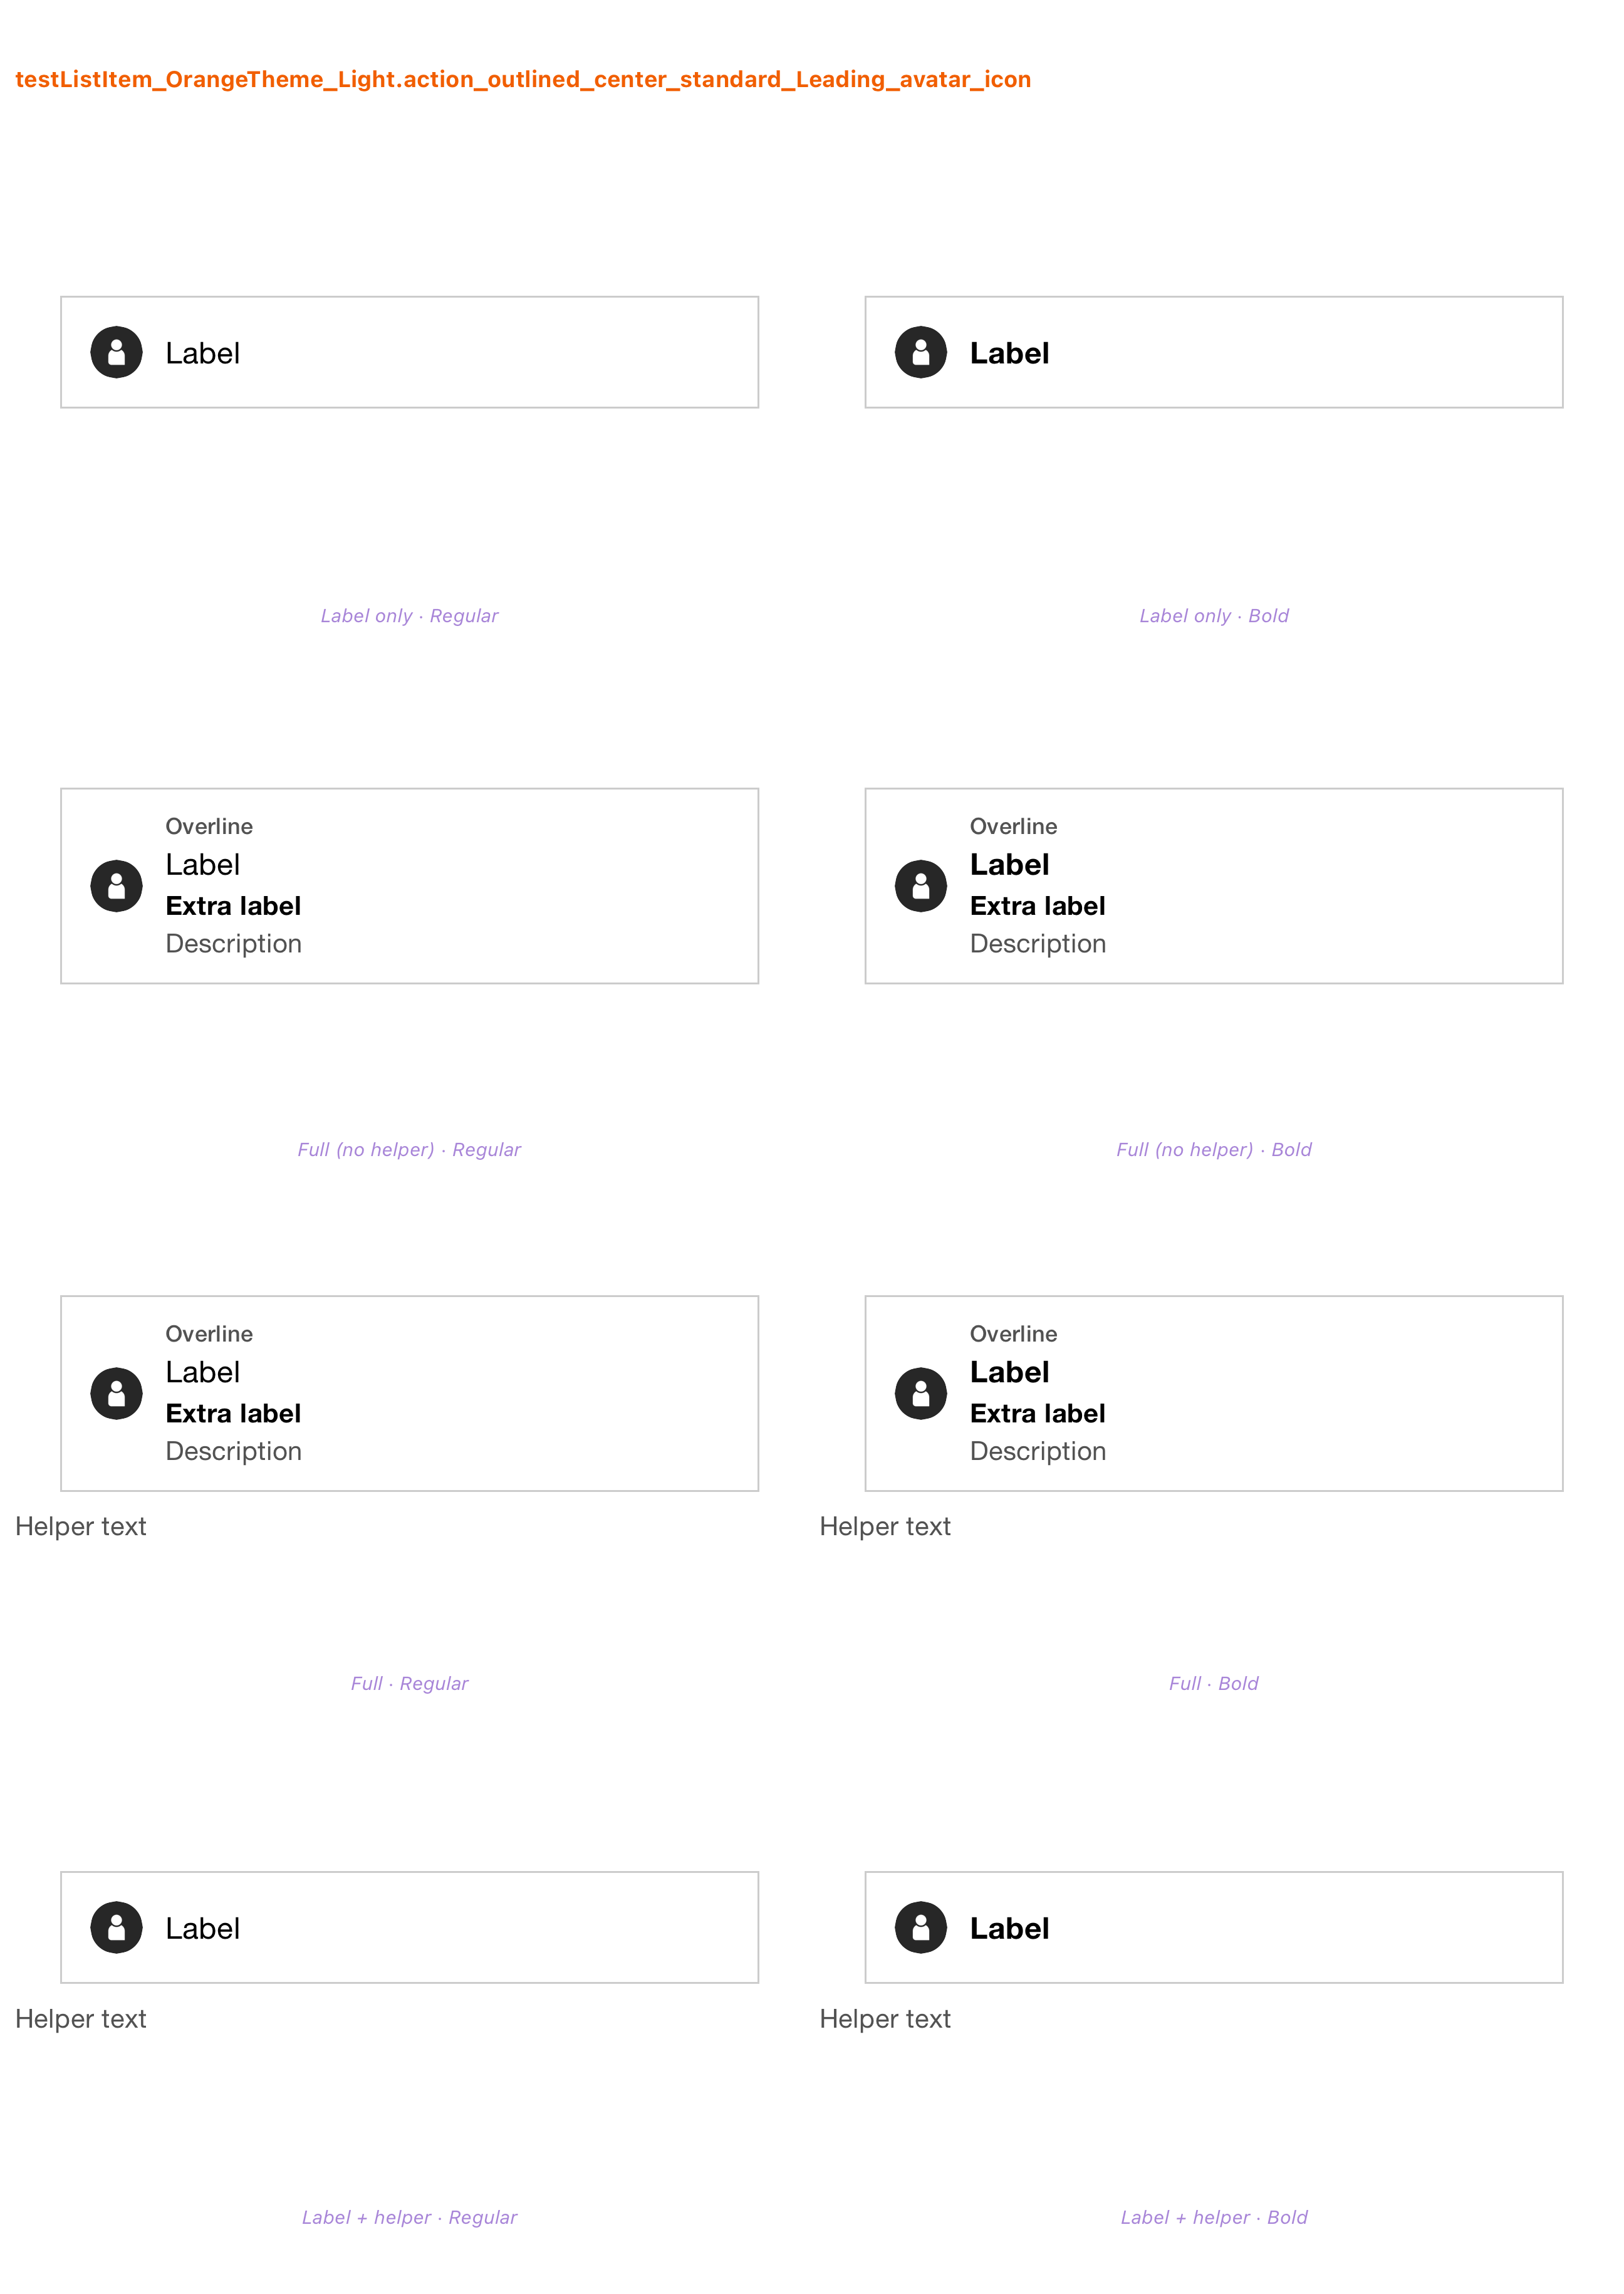 testListItem_OrangeTheme_Light.action_outlined_center_standard_Leading_avatar_icon
Label
Label
Label only · Regular
Label only · Bold
Overline
Label
Extra label
Description
Overline
Label
Extra label
Description
Full (no helper) · Regular
Full (no helper) · Bold
Overline
Label
Extra label
Description
Helper text
Overline
Label
Extra label
Description
Helper text
Full · Regular
Full · Bold
Label
Helper text
Label
Helper text
Label + helper · Regular
Label + helper · Bold